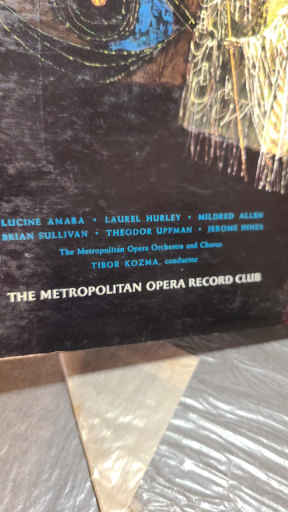 LUCINE AMARA • LAUREL HURLEY • MILDRED ALLEN
BRIAN SULLIVAN • THEODOR UPPMAN • JEROME HINES
The Metropolitan Opera Orchestra and Chorus
TIBOR KOZMA, conductor
THE METROPOLITAN OPERA RECORD CLUB